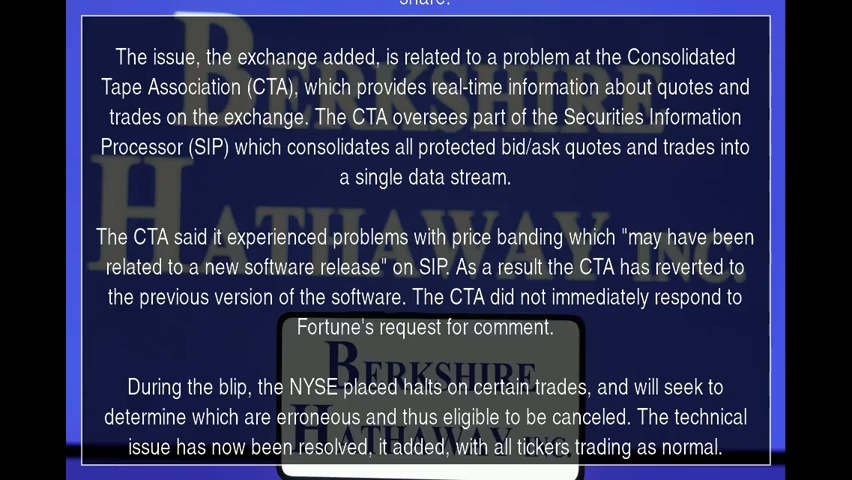 share.
The issue, the exchange added, is related to a problem at the Consolidated
Tape Association (CTA), which provides real-time information about quotes and
trades on the exchange. The CTA oversees part of the Securities Information
Processor (SIP) which consolidates all protected bid/ask quotes and trades into
a single data stream.
The CTA said it experienced problems with price banding which "may have been
related to a new software release" on SIP. As a result the CTA has reverted to
the previous version of the software. The CTA did not immediately respond to
Fortune's request for comment.
During the blip, the NYSE placed halts on certain trades, and will seek to
determine which are erroneous and thus eligible to be canceled. The technical
issue has now been resolved, it added, with all tickers trading as normal.
BERKSHIRE
HATHAWAY INC.
BERKSHIRE
HATHAWAY INC.